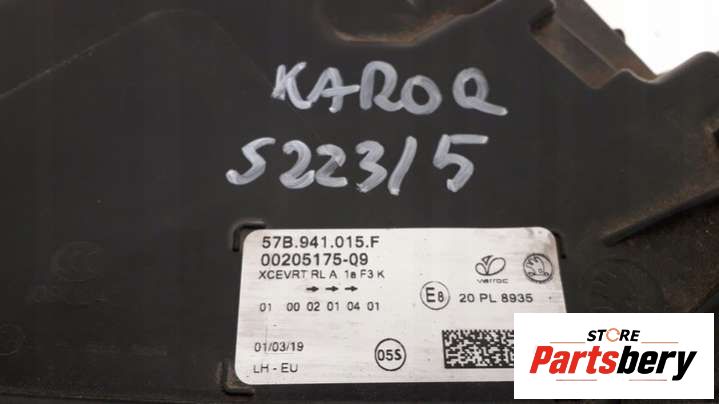 KAROQ
S223/5
57B.941.015.F
00205175-09
XCEVRT RL A 1a F3 K
01 00 02 01 04 01
varroc
E8
20 PL 8935
01/03/19
05S
LH - EU
STORE
Partsbery